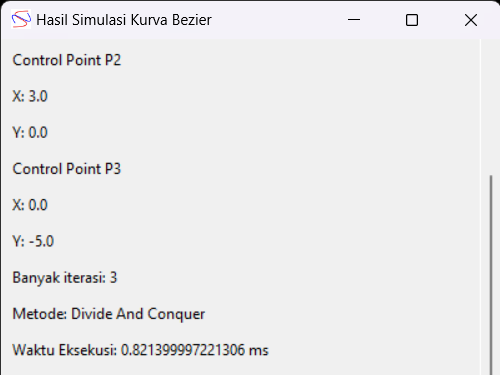 Hasil Simulasi Kurva Bezier
Control Point P2
X: 3.0
Y: 0.0
Control Point P3
X: 0.0
Y: -5.0
Banyak iterasi: 3
Metode: Divide And Conquer
Waktu Eksekusi: 0.821399997221306 ms